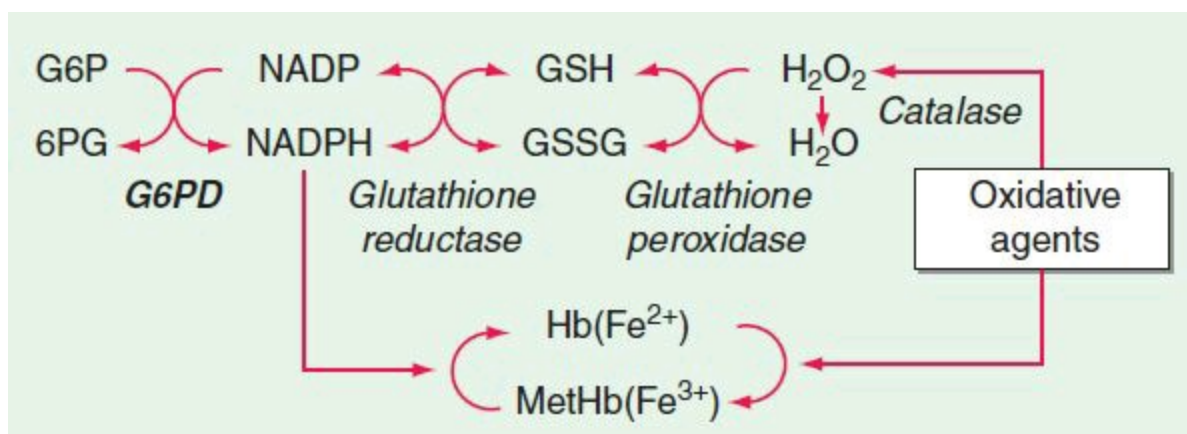 G6P NADP GSH H₂O₂
Catalase
6PG NADPH GSSG H₂O
G6PD Glutathione reductase Glutathione peroxidase Oxidative agents
Hb(Fe²⁺)
MetHb(Fe³⁺)